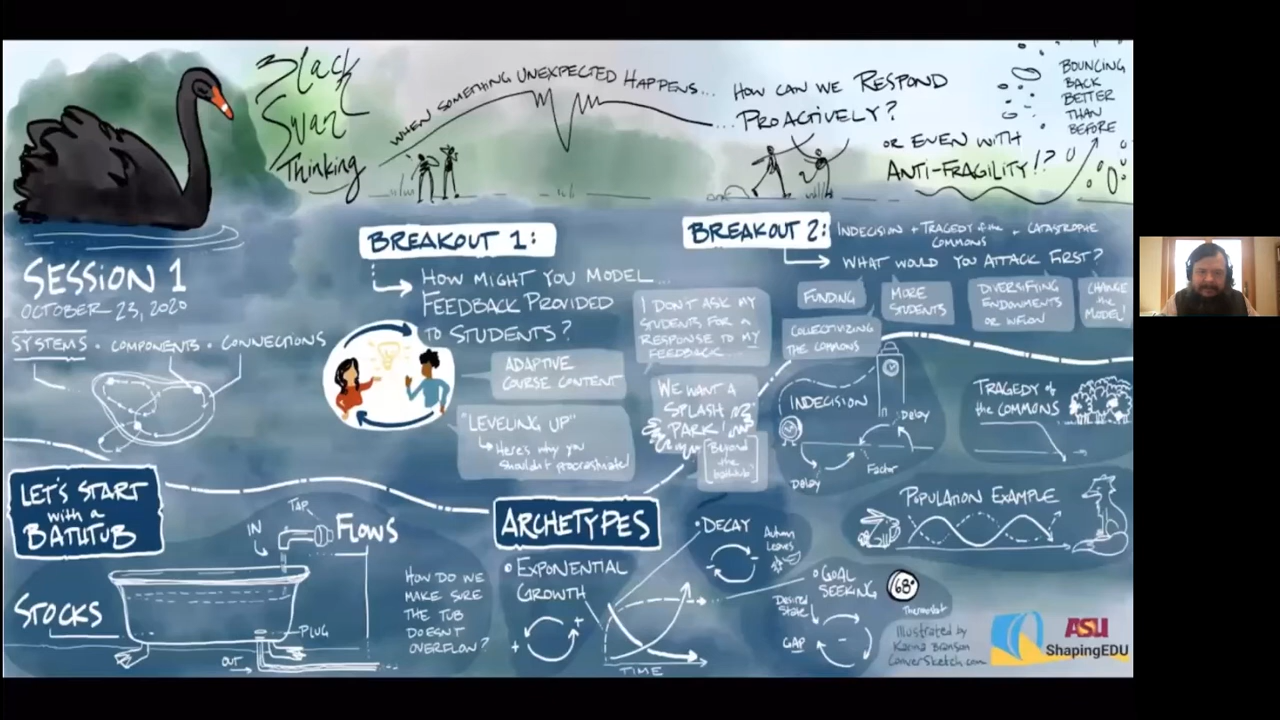 Black
Swan
Thinking
WHEN SOMETHING UNEXPECTED HAPPENS...
HOW CAN WE RESPOND
...PROACTIVELY?
OR EVEN WITH
ANTI-FRAGILITY!?
BOUNCING
BACK
BETTER
THAN
BEFORE
SESSION 1
OCTOBER 23, 2020
SYSTEMS • COMPONENTS • CONNECTIONS
BREAKOUT 1:
HOW MIGHT YOU MODEL...
FEEDBACK PROVIDED
TO STUDENTS?
ADAPTIVE
COURSE CONTENT
"LEVELING UP"
HERE'S why you
shouldn't procrastinate!
I DON'T ASK MY
STUDENTS FOR A
RESPONSE TO MY
FEEDBACK...
WE WANT A
SPLASH
PARK!
[Beyond
the
bathtub?]
BREAKOUT 2:
INDECISION + TRAGEDY of the + CATASTROPHE
COMMONS
WHAT WOULD YOU ATTACK FIRST?
FUNDING
MORE
STUDENTS
DIVERSIFYING
ENDOWMENTS
OR INFLOW
CHANGE
the
MODEL!
COLLECTIVIZING
THE COMMONS
INDECISION
Delay
Factor
Delay
TRAGEDY of
the COMMONS
POPULATION EXAMPLE
LET'S START
with a
BATHTUB
IN
TAP
FLOWS
STOCKS
PLUG
OUT
HOW DO WE
MAKE SURE
THE TUB
DOESN'T
OVERFLOW?
ARCHETYPES
• EXPONENTIAL
GROWTH
+
+
TIME
• DECAY
Autumn
Leaves
-
• GOAL
SEEKING
68°
Thermostat
Desired
State
GAP
-
Illustrated by
Karina Branson
ConverSketch.com
ASU
ShapingEDU